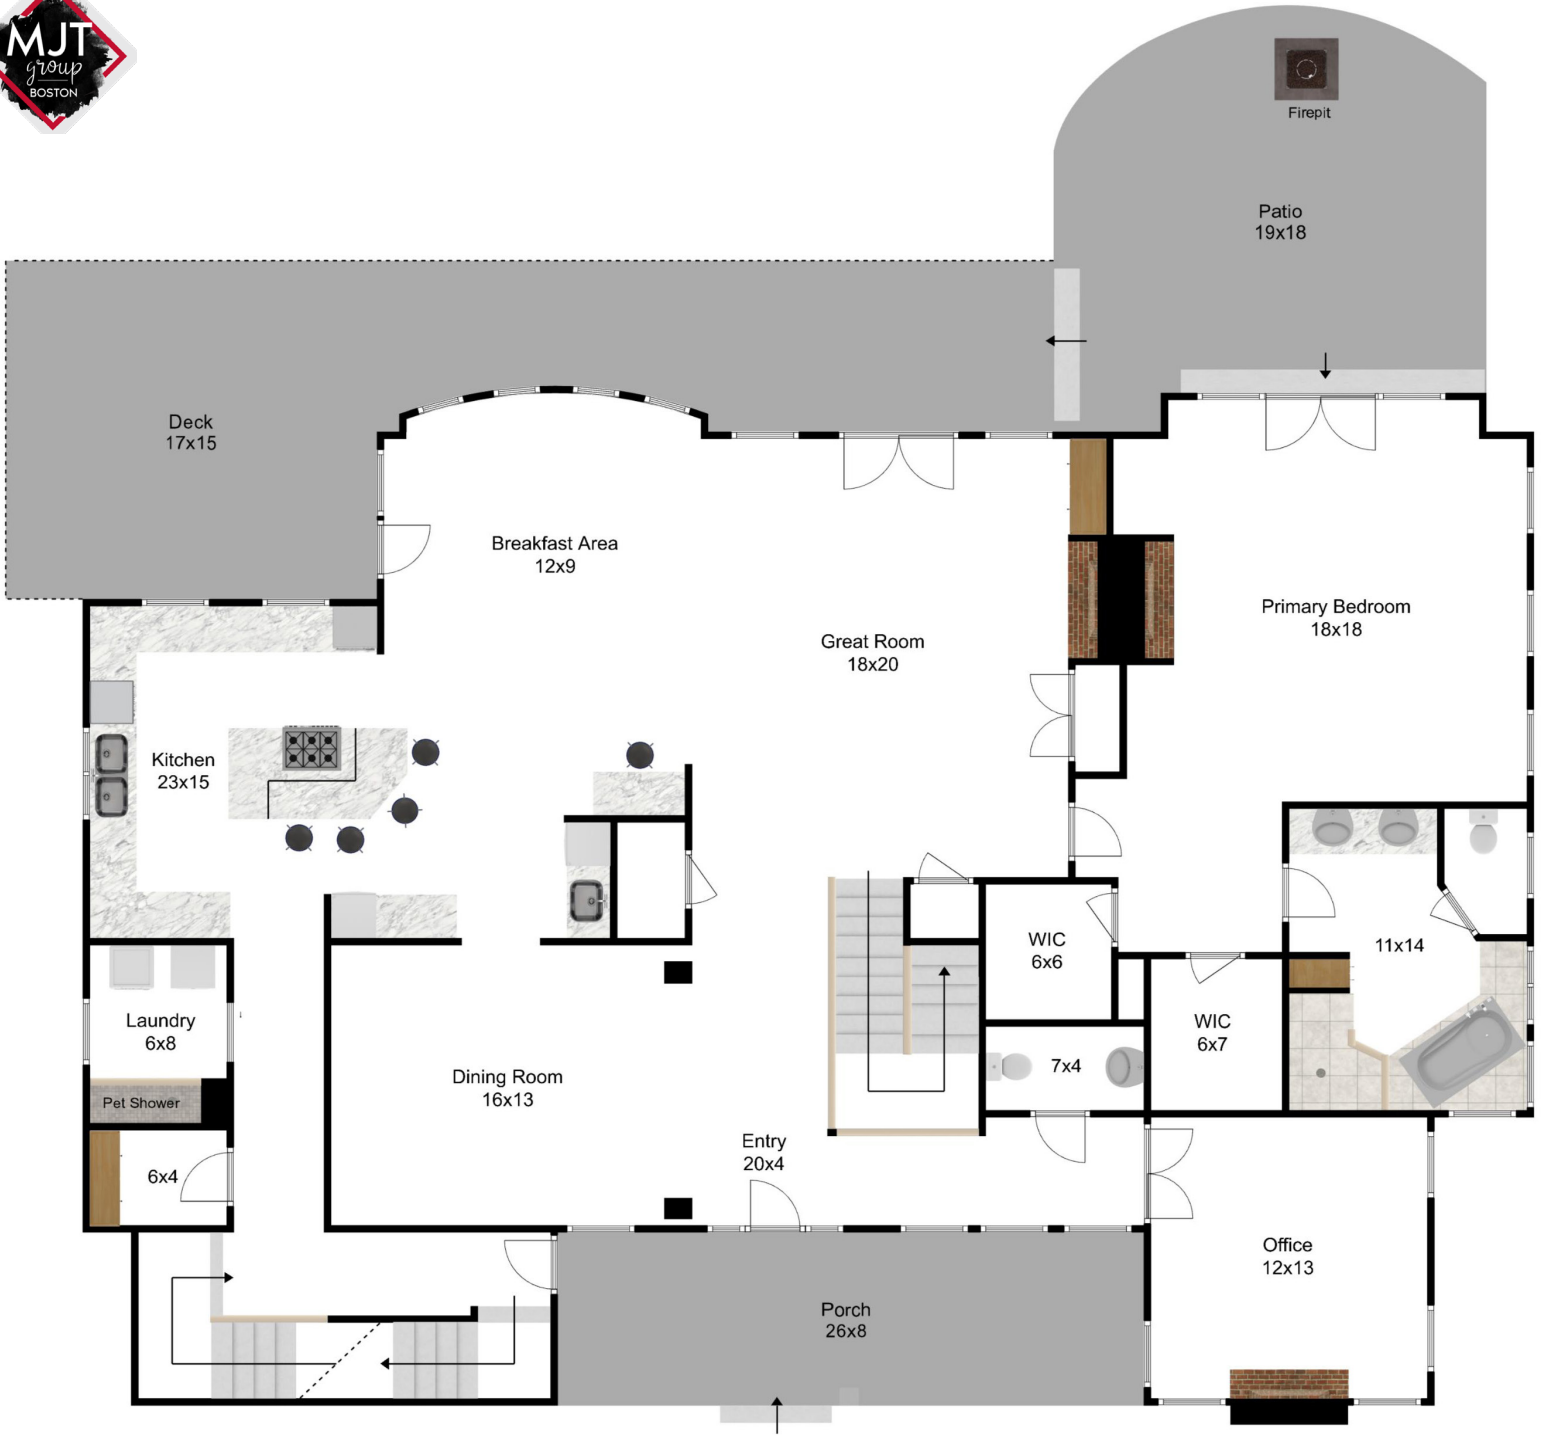 MJT
group
BOSTON
Firepit
Patio
19x18
Deck
17x15
Breakfast Area
12x9
Primary Bedroom
18x18
Great Room
18x20
Kitchen
23x15
WIC
6x6
11x14
Laundry
6x8
WIC
6x7
7x4
Dining Room
16x13
Pet Shower
Entry
20x4
6x4
Office
12x13
Porch
26x8